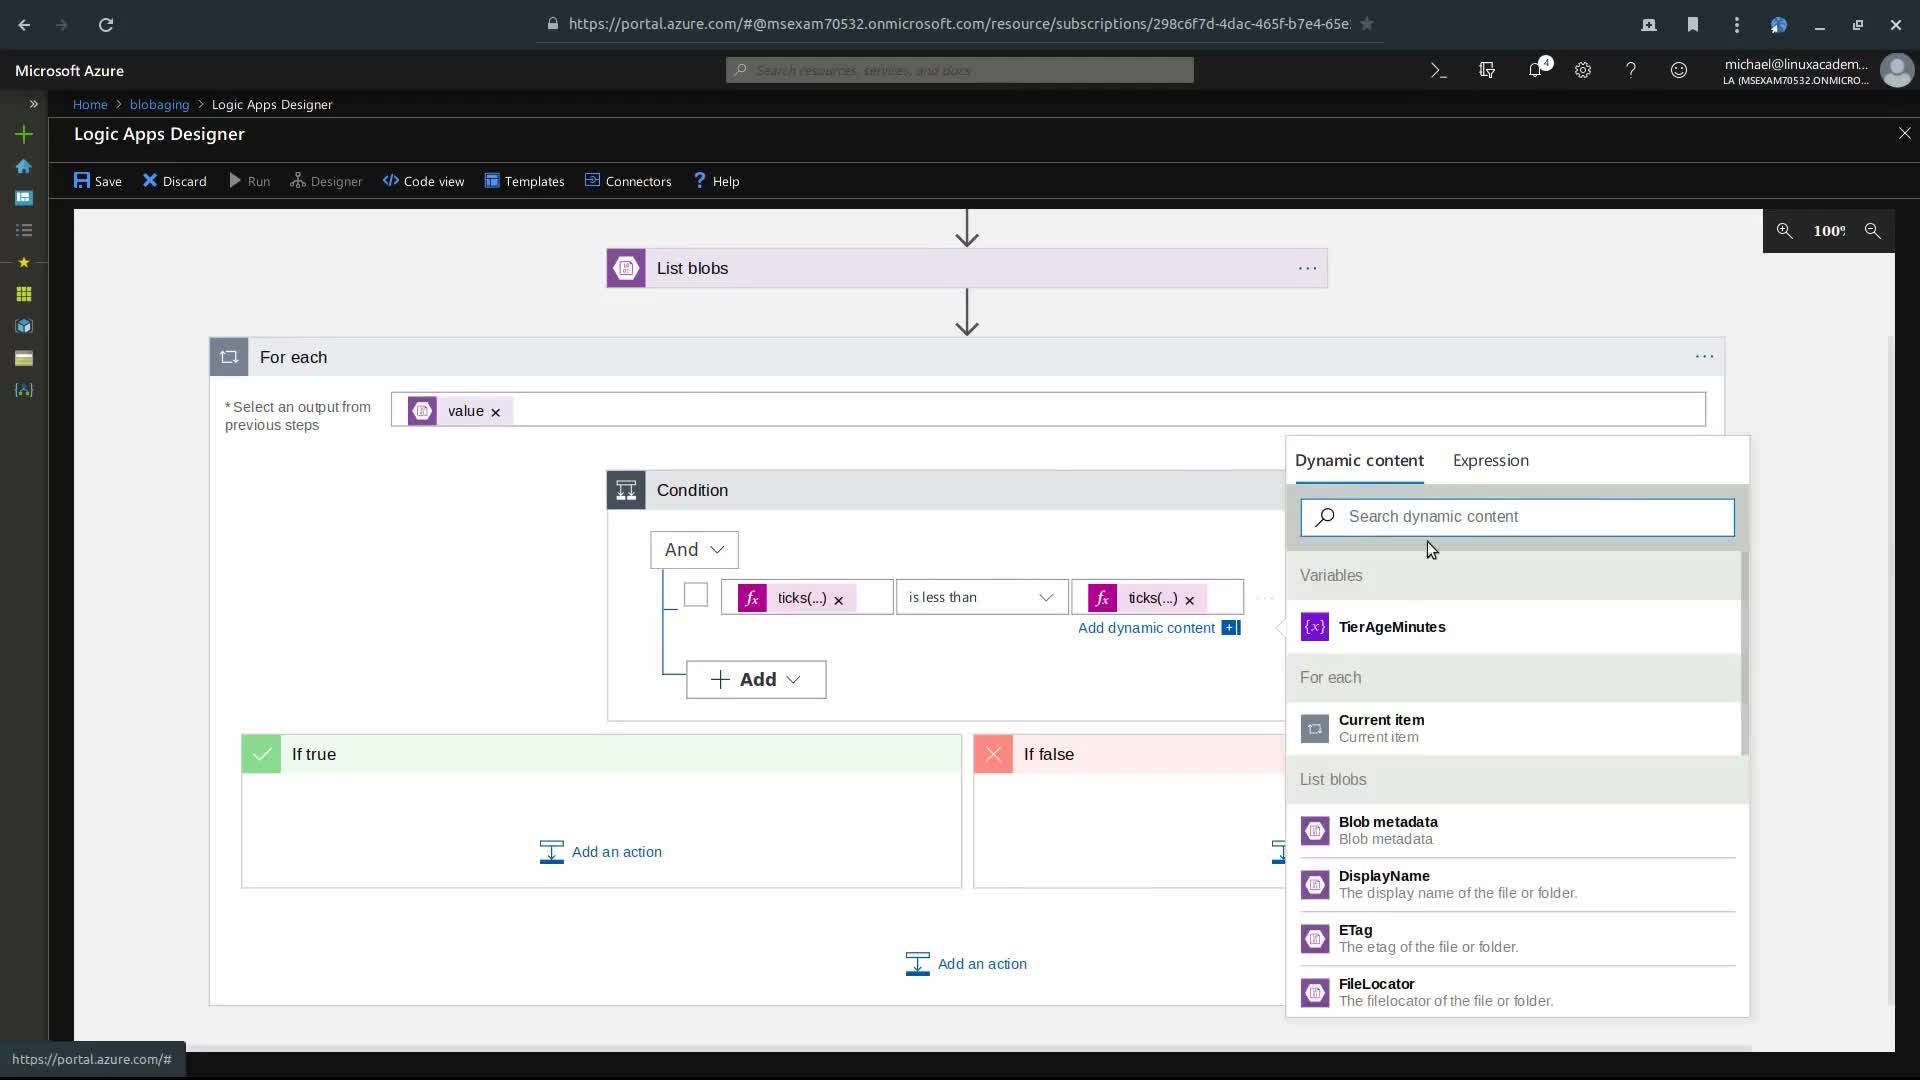 https://portal.azure.com/#@msexam70532.onmicrosoft.com/resource/subscriptions/298c6f7d-4dac-465f-b7e4-65e
Microsoft Azure
Search resources, services, and docs
4
michael@linuxacadem...
LA (MSEXAM70532.ONMICRO...
Home > blobaging > Logic Apps Designer
Logic Apps Designer
Save Discard Run Designer Code view Templates Connectors Help
100%
List blobs
For each
*Select an output from
previous steps
value
Condition
And
ticks(...) is less than ticks(...)
Add dynamic content
Add
If true
If false
Add an action
Add an action
Dynamic content Expression
Search dynamic content
Variables
TierAgeMinutes
For each
Current item
Current item
List blobs
Blob metadata
Blob metadata
DisplayName
The display name of the file or folder.
ETag
The etag of the file or folder.
FileLocator
The filelocator of the file or folder.
https://portal.azure.com/#